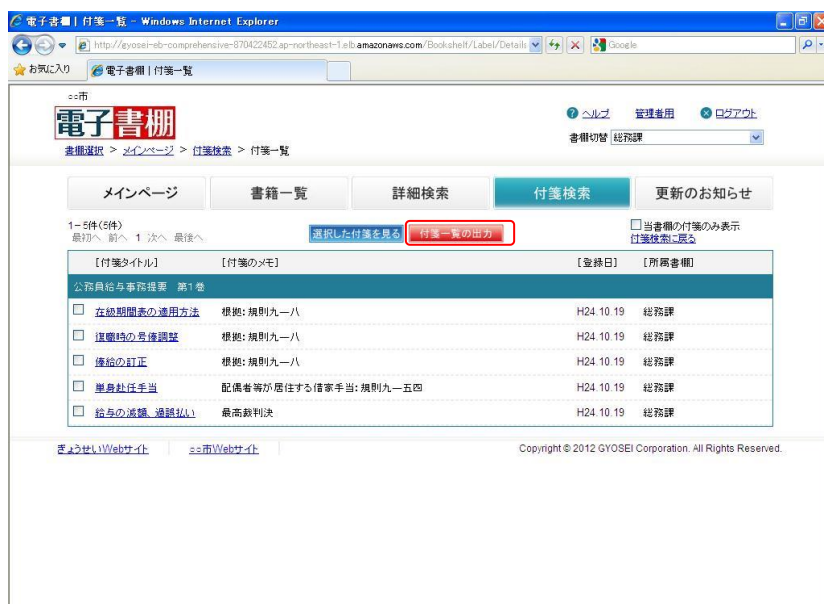 電子書棚 | 付箋一覧 - Windows Internet Explorer
http://gyosei-eb-comprehensive-870422452.ap-northeast-1.elb.amazonaws.com/Bookshelf/Label/Details
Google
お気に入り 電子書棚 | 付箋一覧
○○市
電子書棚
ヘルプ 管理者用 ログアウト
書棚切替 総務課
書棚選択 > メインページ > 付箋検索 > 付箋一覧
メインページ 書籍一覧 詳細検索 付箋検索 更新のお知らせ
1-5件(5件)
最初へ 前へ 1 次へ 最後へ
選択した付箋を見る 付箋一覧の出力
当書棚の付箋のみ表示
付箋検索に戻る
[付箋タイトル] [付箋のメモ] [登録日] [所属書棚]
公務員給与事務提要 第1巻
在級期間表の適用方法 根拠:規則九―八 H24.10.19 総務課
復職時の号俸調整 根拠:規則九―八 H24.10.19 総務課
俸給の訂正 根拠:規則九―八 H24.10.19 総務課
単身赴任手当 配偶者等が居住する借家手当:規則九―五四 H24.10.19 総務課
給与の減額、過誤払い 最高裁判決 H24.10.19 総務課
ぎょうせいWebサイト ○○市Webサイト
Copyright © 2012 GYOSEI Corporation. All Rights Reserved.